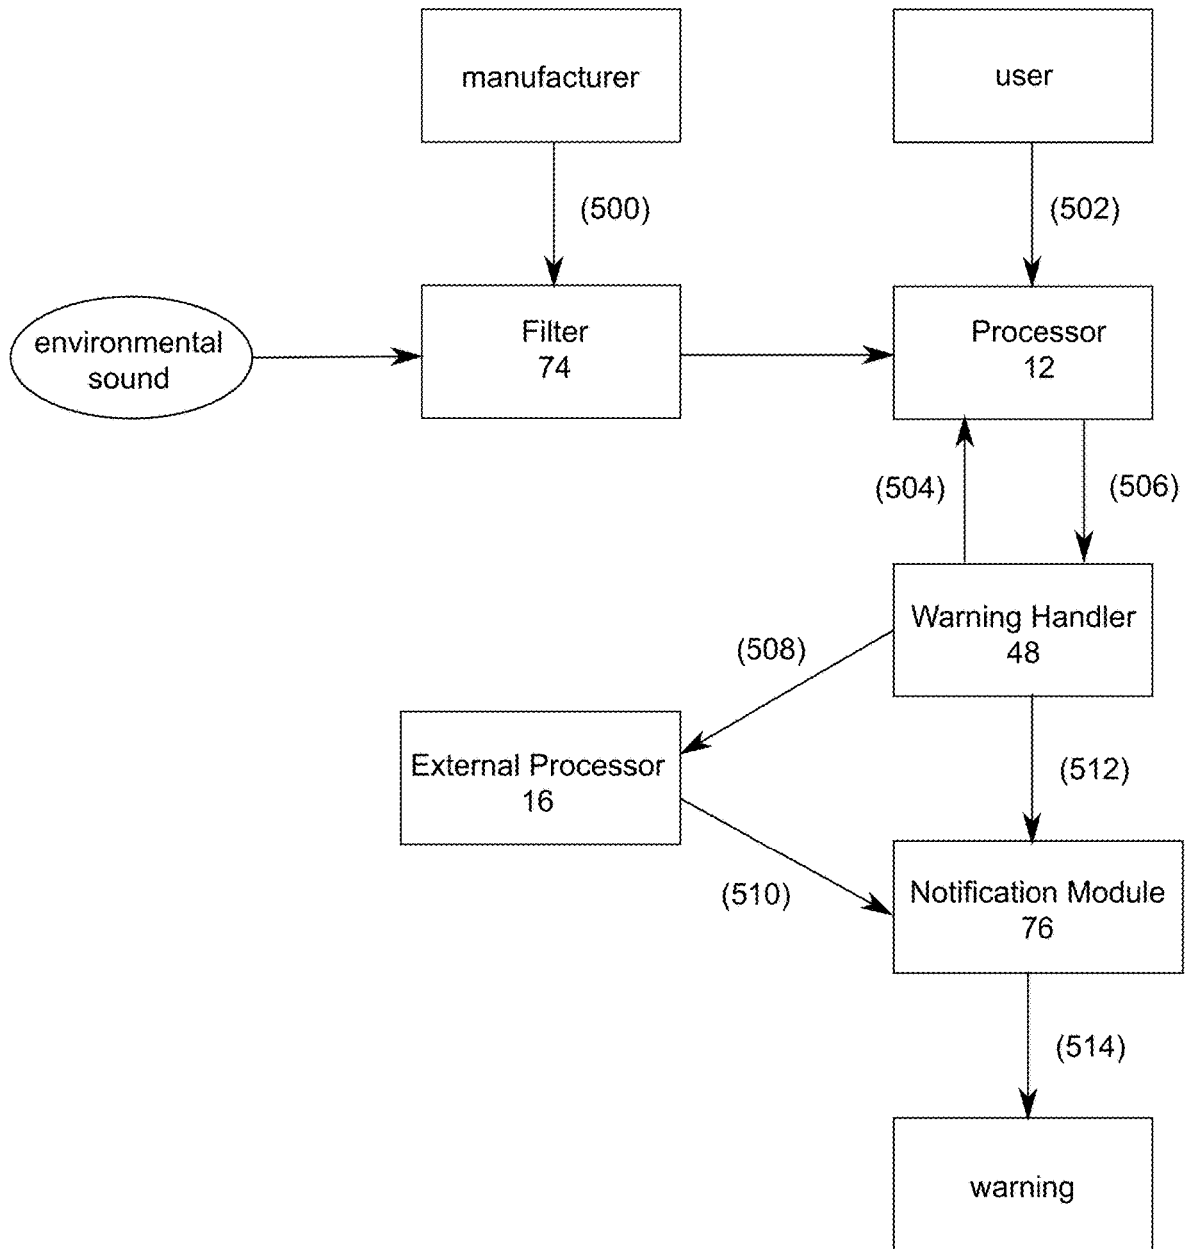 manufacturer
user
(500)
(502)
environmental
sound
Filter
74
Processor
12
(504)
(506)
Warning Handler
48
(508)
External Processor
16
(512)
(510)
Notification Module
76
(514)
warning